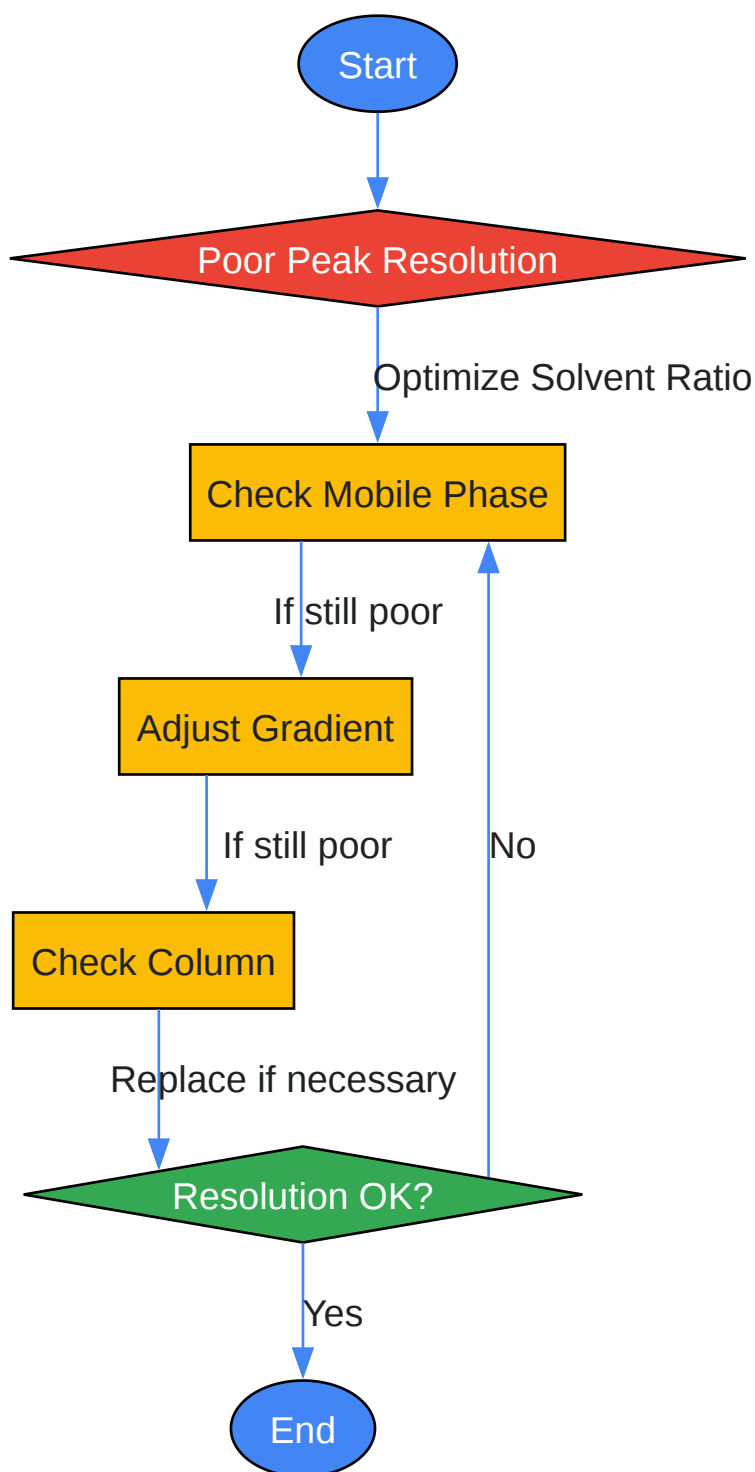 Start
Poor Peak Resolution
Optimize Solvent Ratio
Check Mobile Phase
If still poor
Adjust Gradient
If still poor
No
Check Column
Replace if necessary
Resolution OK?
Yes
End